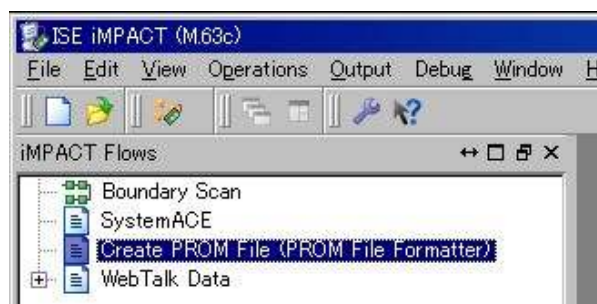 ISE iMPACT (M.63c)
File Edit View Operations Output Debug Window H
iMPACT Flows
Boundary Scan
SystemACE
Create PROM File (PROM File Formatter)
WebTalk Data